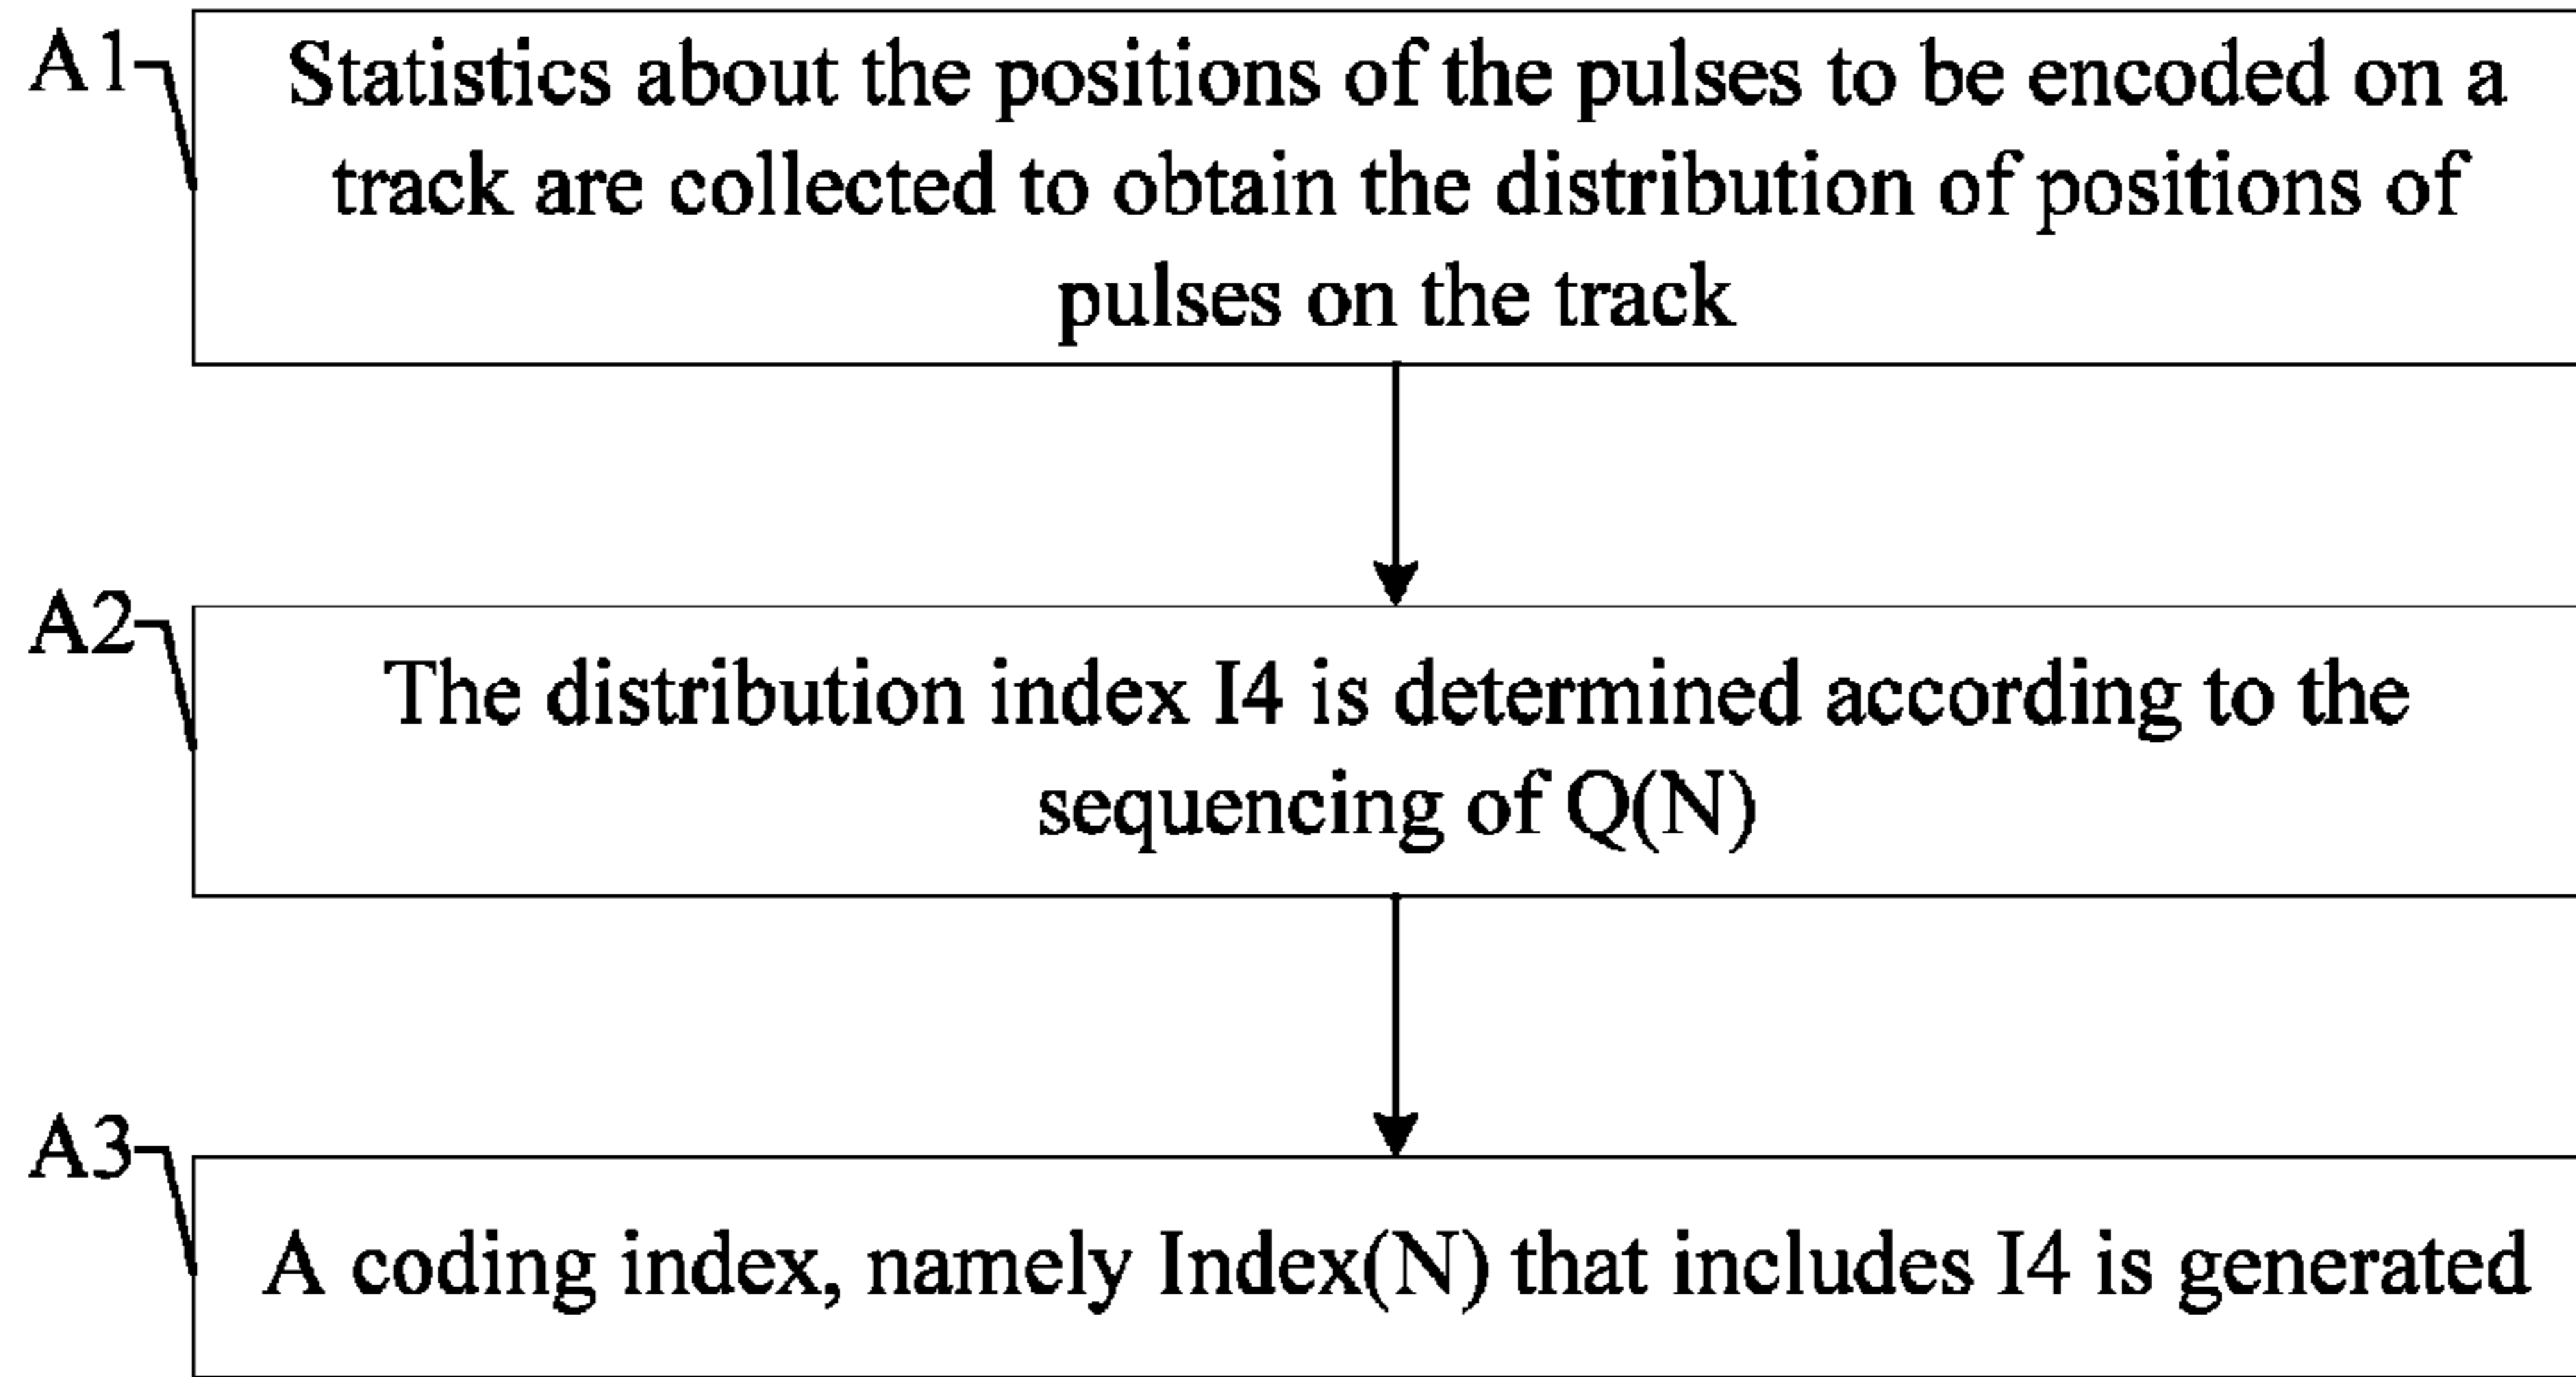 A1
Statistics about the positions of the pulses to be encoded on a
track are collected to obtain the distribution of positions of
pulses on the track
A2
The distribution index I4 is determined according to the
sequencing of Q(N)
A3
A coding index, namely Index(N) that includes I4 is generated